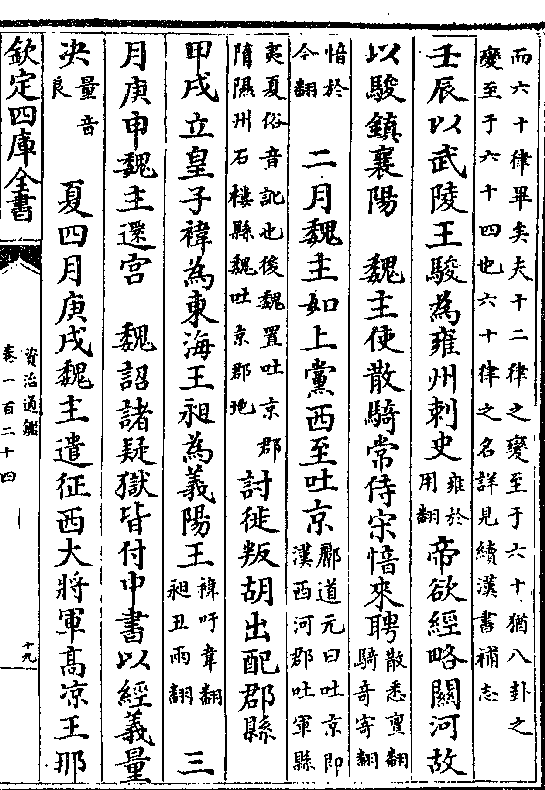 而六十律畢矣夫十二律之變至于六十猶八卦之
變至于六十四也六十律之名詳見續漢書補志
壬辰以武陵王駿為雍州刺史雍於用翻帝欲經略關河故
以駿鎮襄陽 魏主使散騎常侍宋愔來聘散悉亶翻騎奇寄翻
愔於今翻 二月魏主如上黨西至吐京酈道元曰吐京即漢西河郡吐軍縣
夷夏俗音訛也後魏置吐京郡隋隰州石樓縣魏吐京郡地討徙叛胡出配郡縣
甲戌立皇子褘為東海王昶為義陽王褘吁韋翻昶丑兩翻 三
月庚申魏主還宮 魏詔諸疑獄皆付中書以經義量
決量音良 夏四月庚戌魏主遣征西大將軍高凉王那
欽定四庫全書
資治通鑑
卷一百二十四
十九